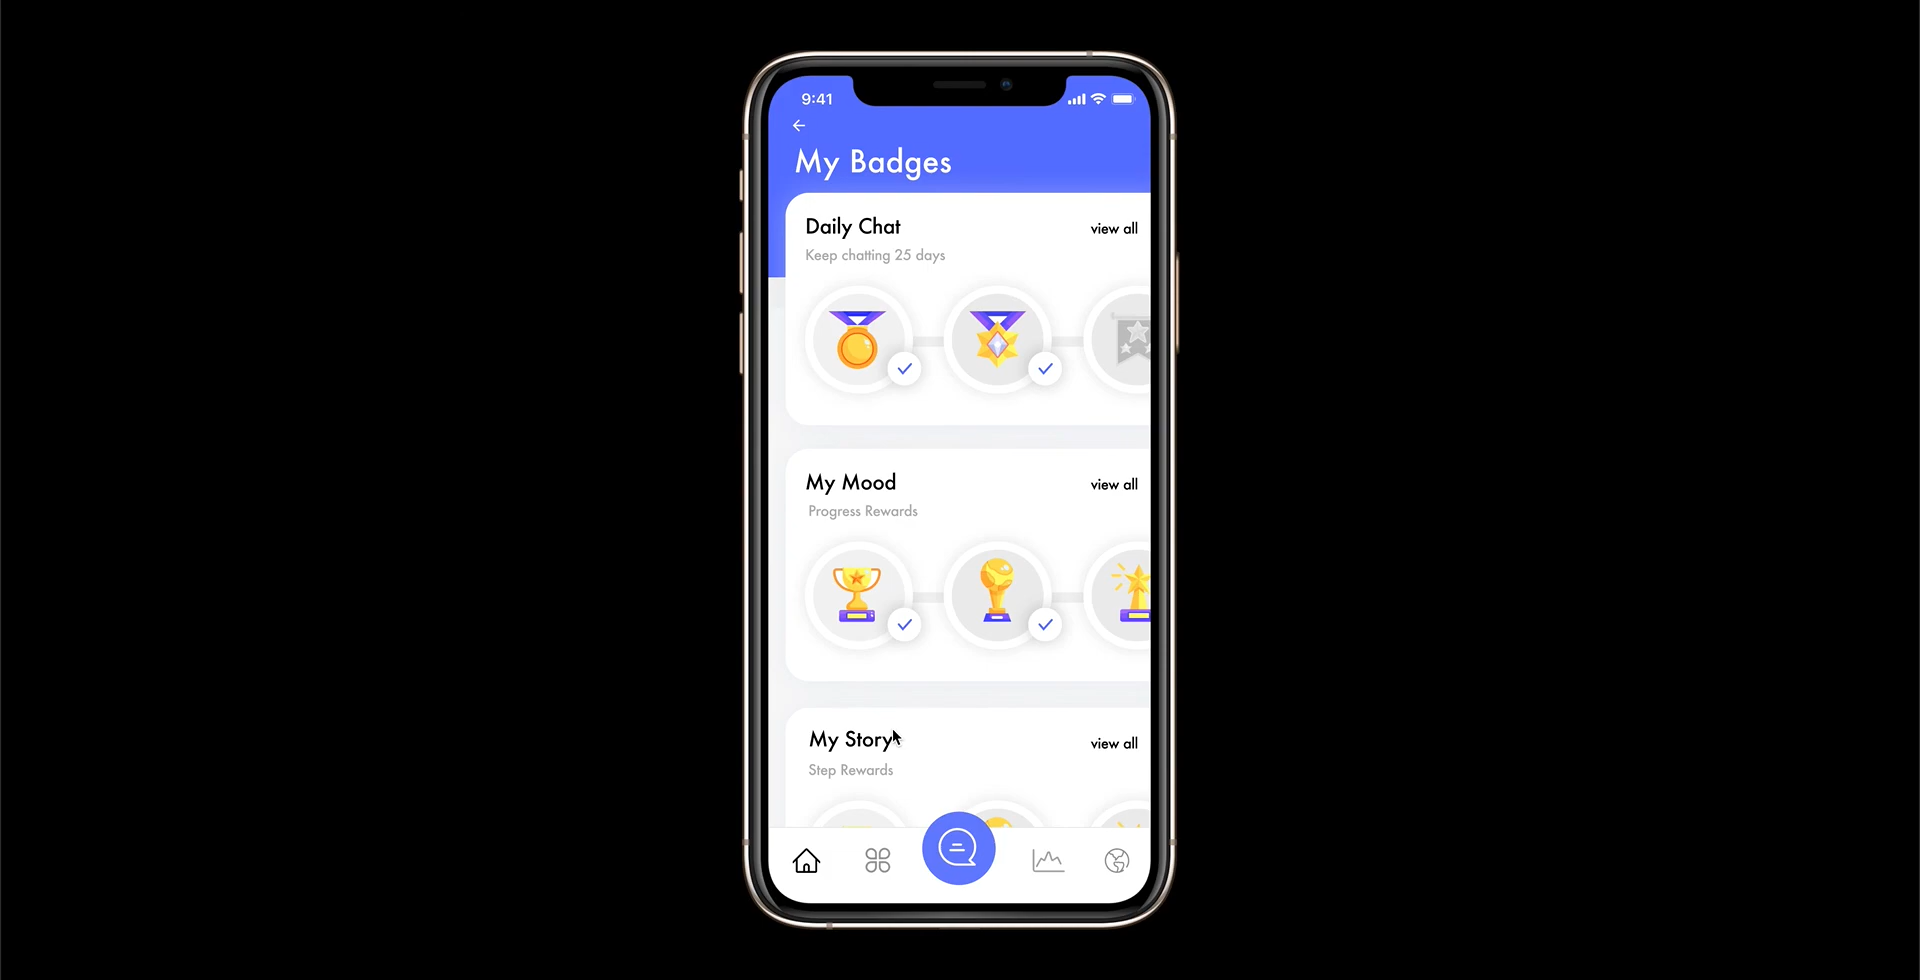 9:41
My Badges
Daily Chat
view all
Keep chatting 25 days
My Mood
view all
Progress Rewards
My Story
view all
Step Rewards